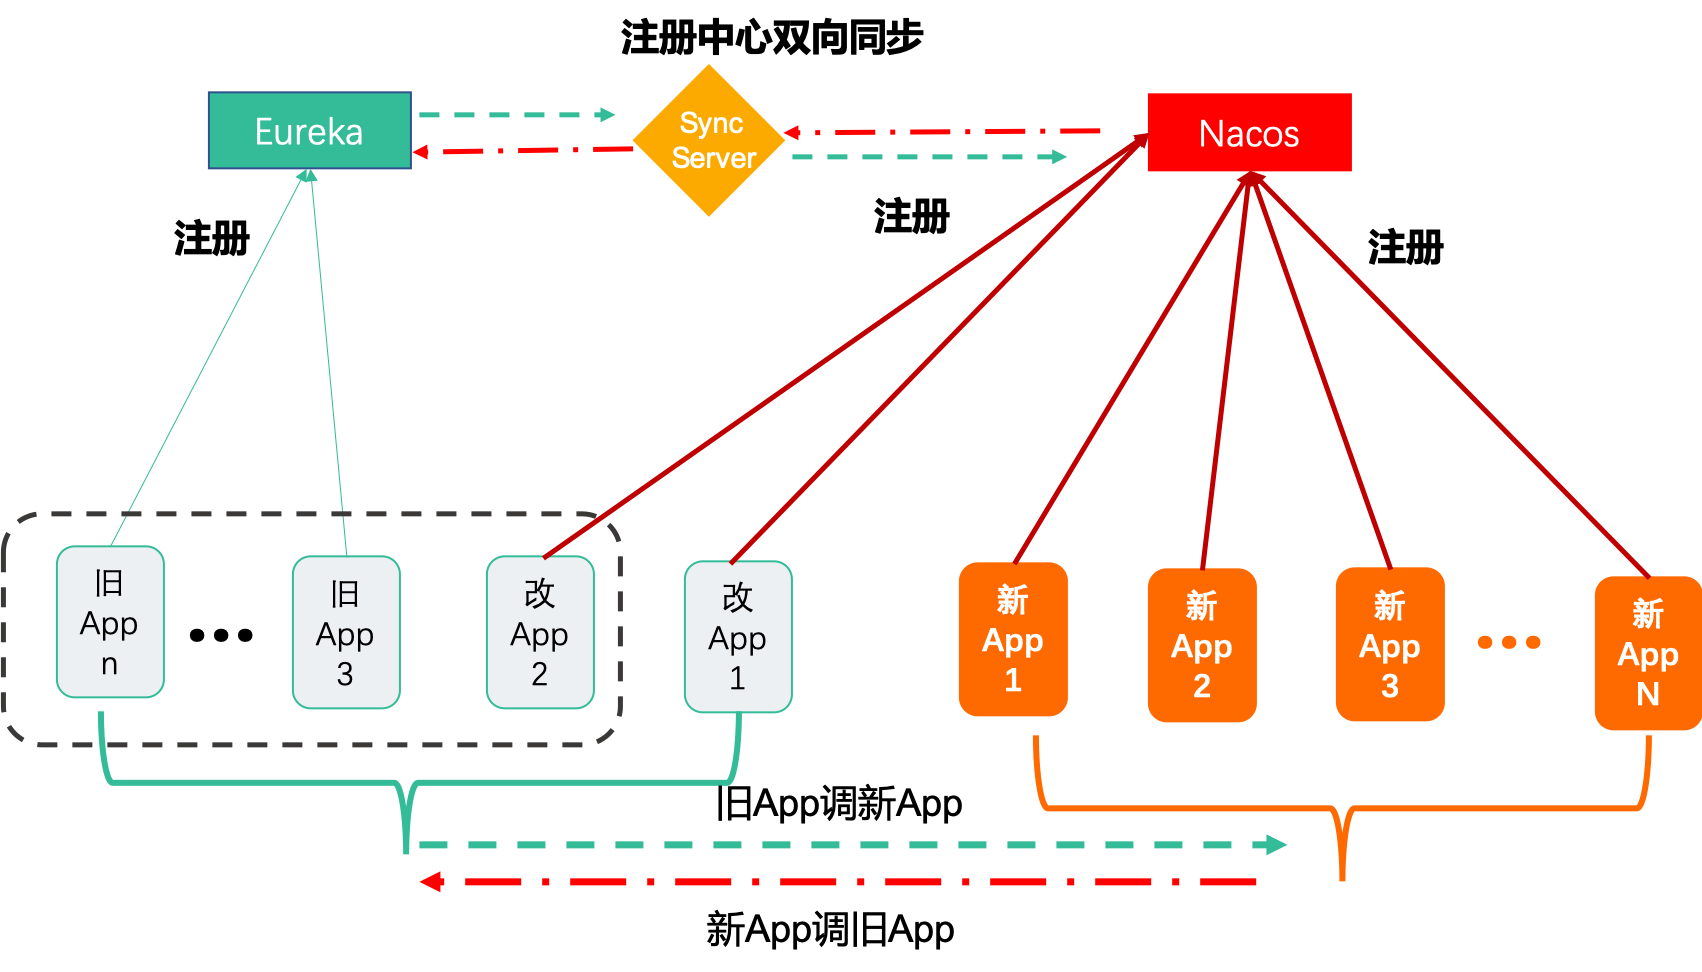 注册中心双向同步
Eureka
Sync
Server
Nacos
注册
注册
注册
旧
App
n
旧
App
3
改
App
2
改
App
1
新
App
1
新
App
2
新
App
3
新
App
N
旧App调新App
新App调旧App